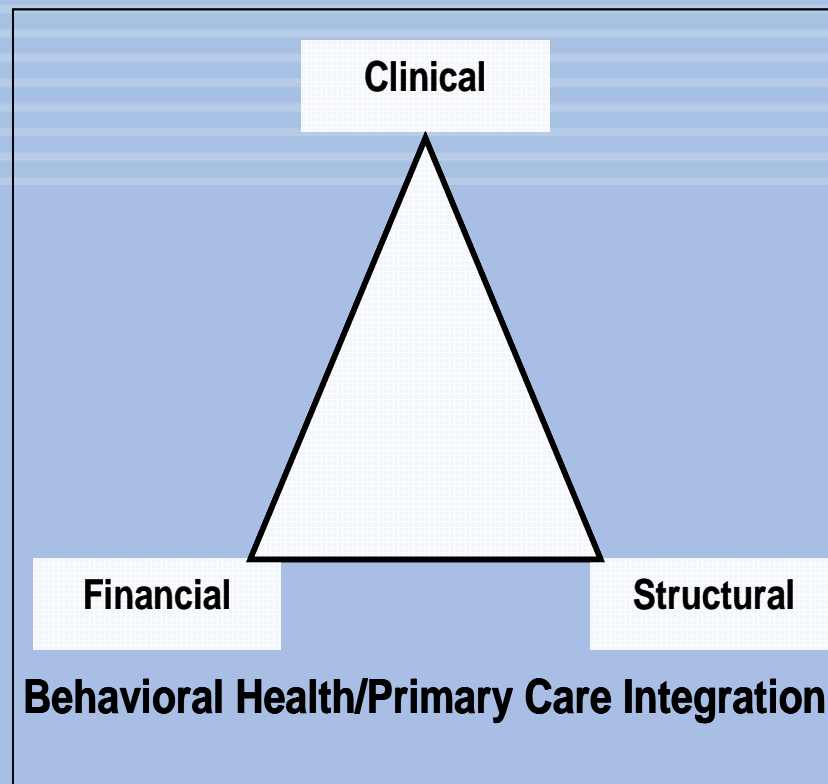 Clinical
Financial
Structural
Behavioral Health/Primary Care Integration